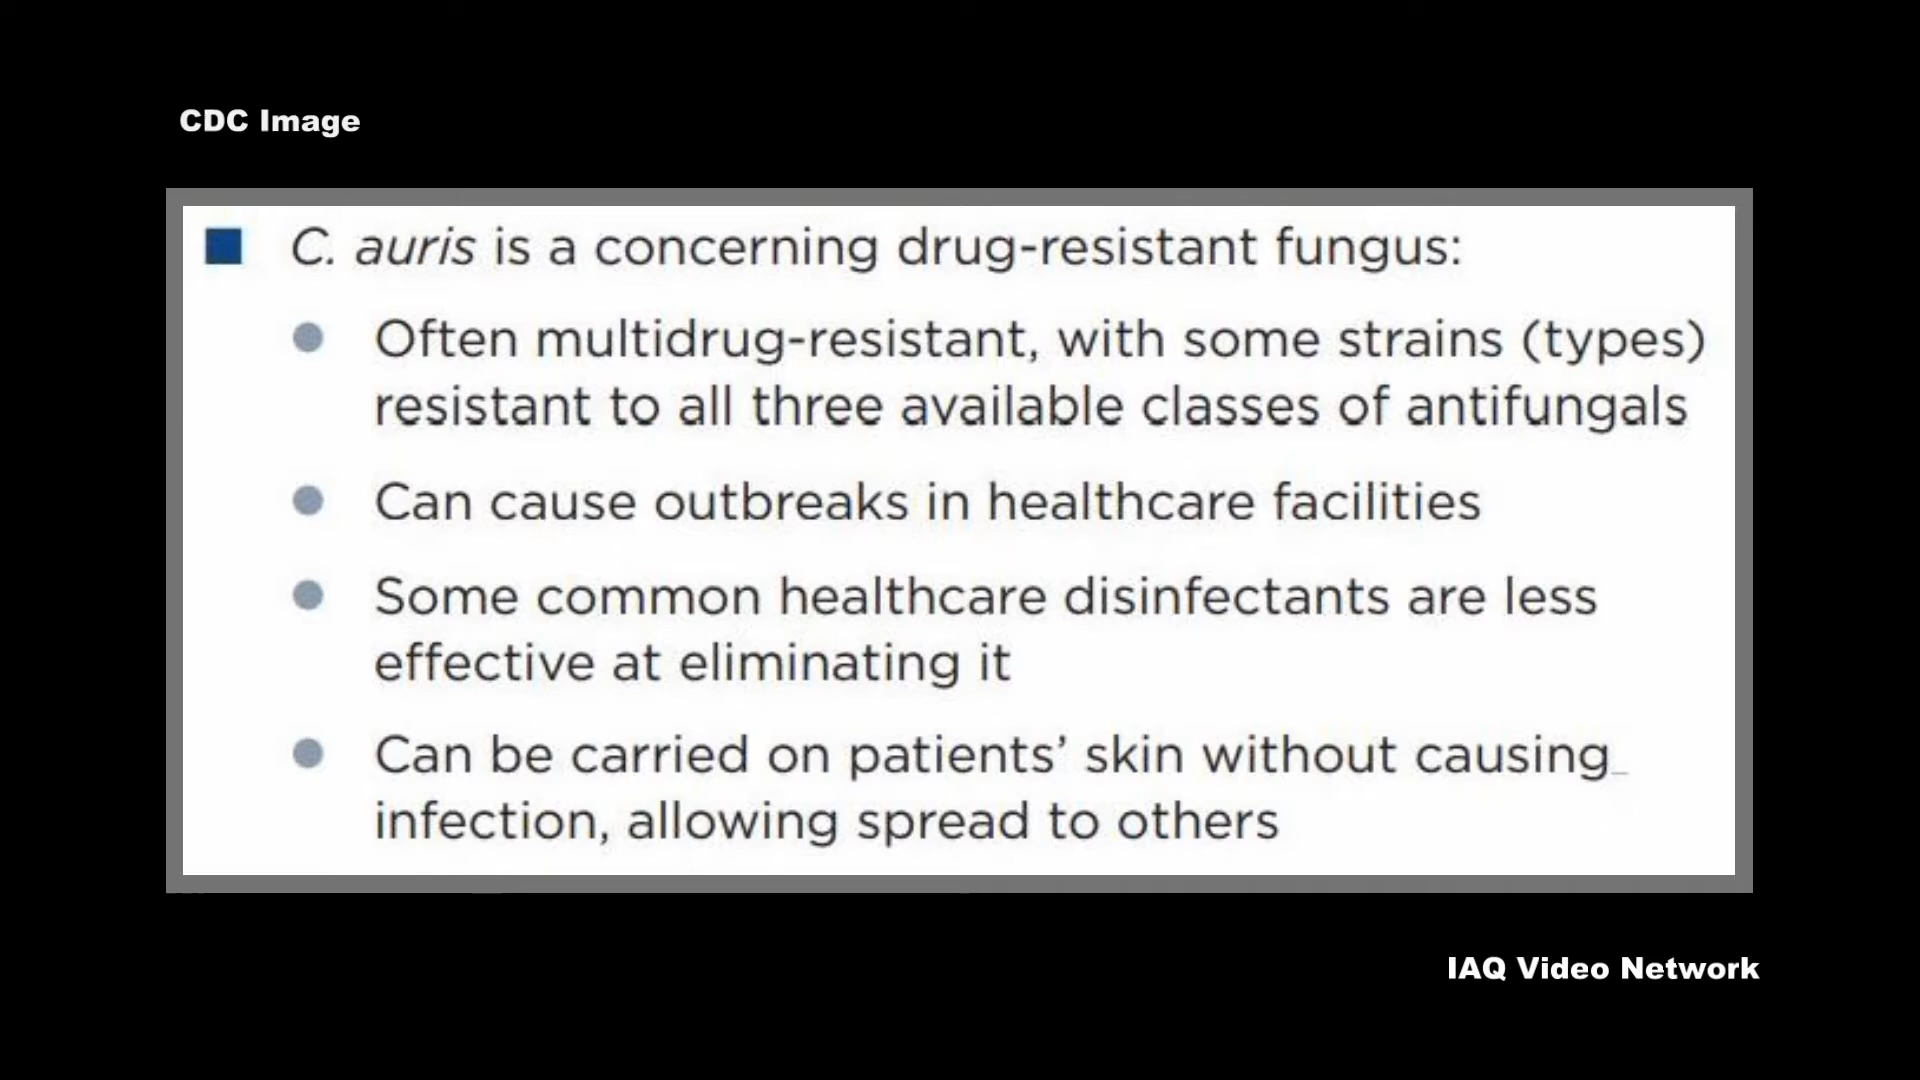 CDC Image
C. auris is a concerning drug-resistant fungus:
Often multidrug-resistant, with some strains (types)
resistant to all three available classes of antifungals
Can cause outbreaks in healthcare facilities
Some common healthcare disinfectants are less
effective at eliminating it
Can be carried on patients’ skin without causing
infection, allowing spread to others
IAQ Video Network